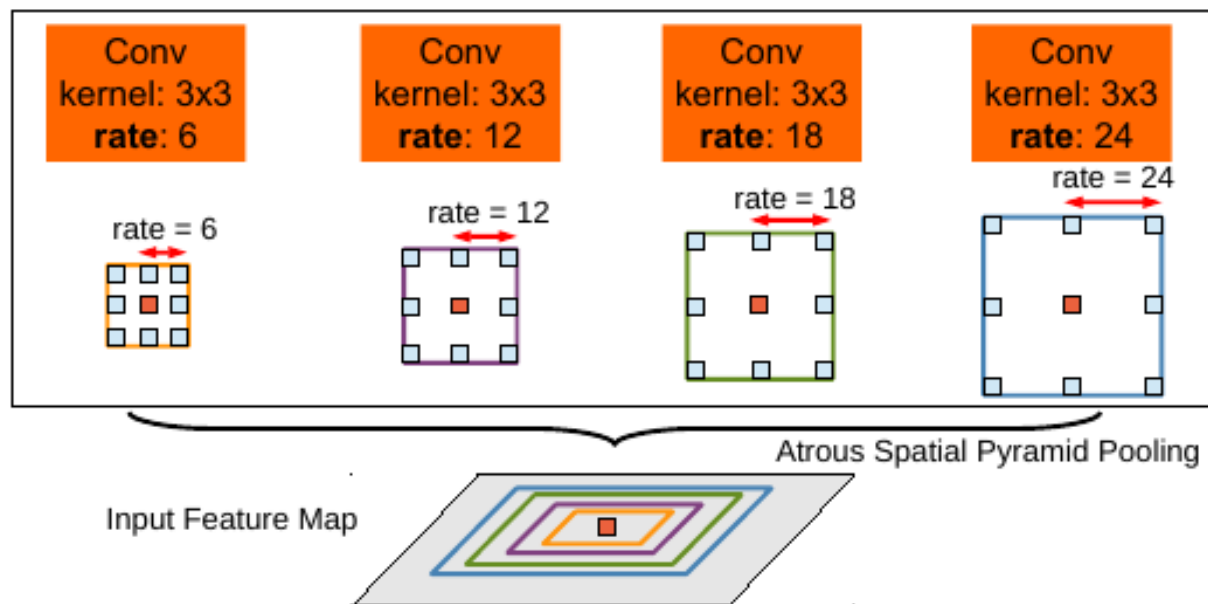 Conv
kernel: 3x3
rate: 6
Conv
kernel: 3x3
rate: 12
Conv
kernel: 3x3
rate: 18
Conv
kernel: 3x3
rate: 24
rate = 6
rate = 12
rate = 18
rate = 24
Atrous Spatial Pyramid Pooling
Input Feature Map